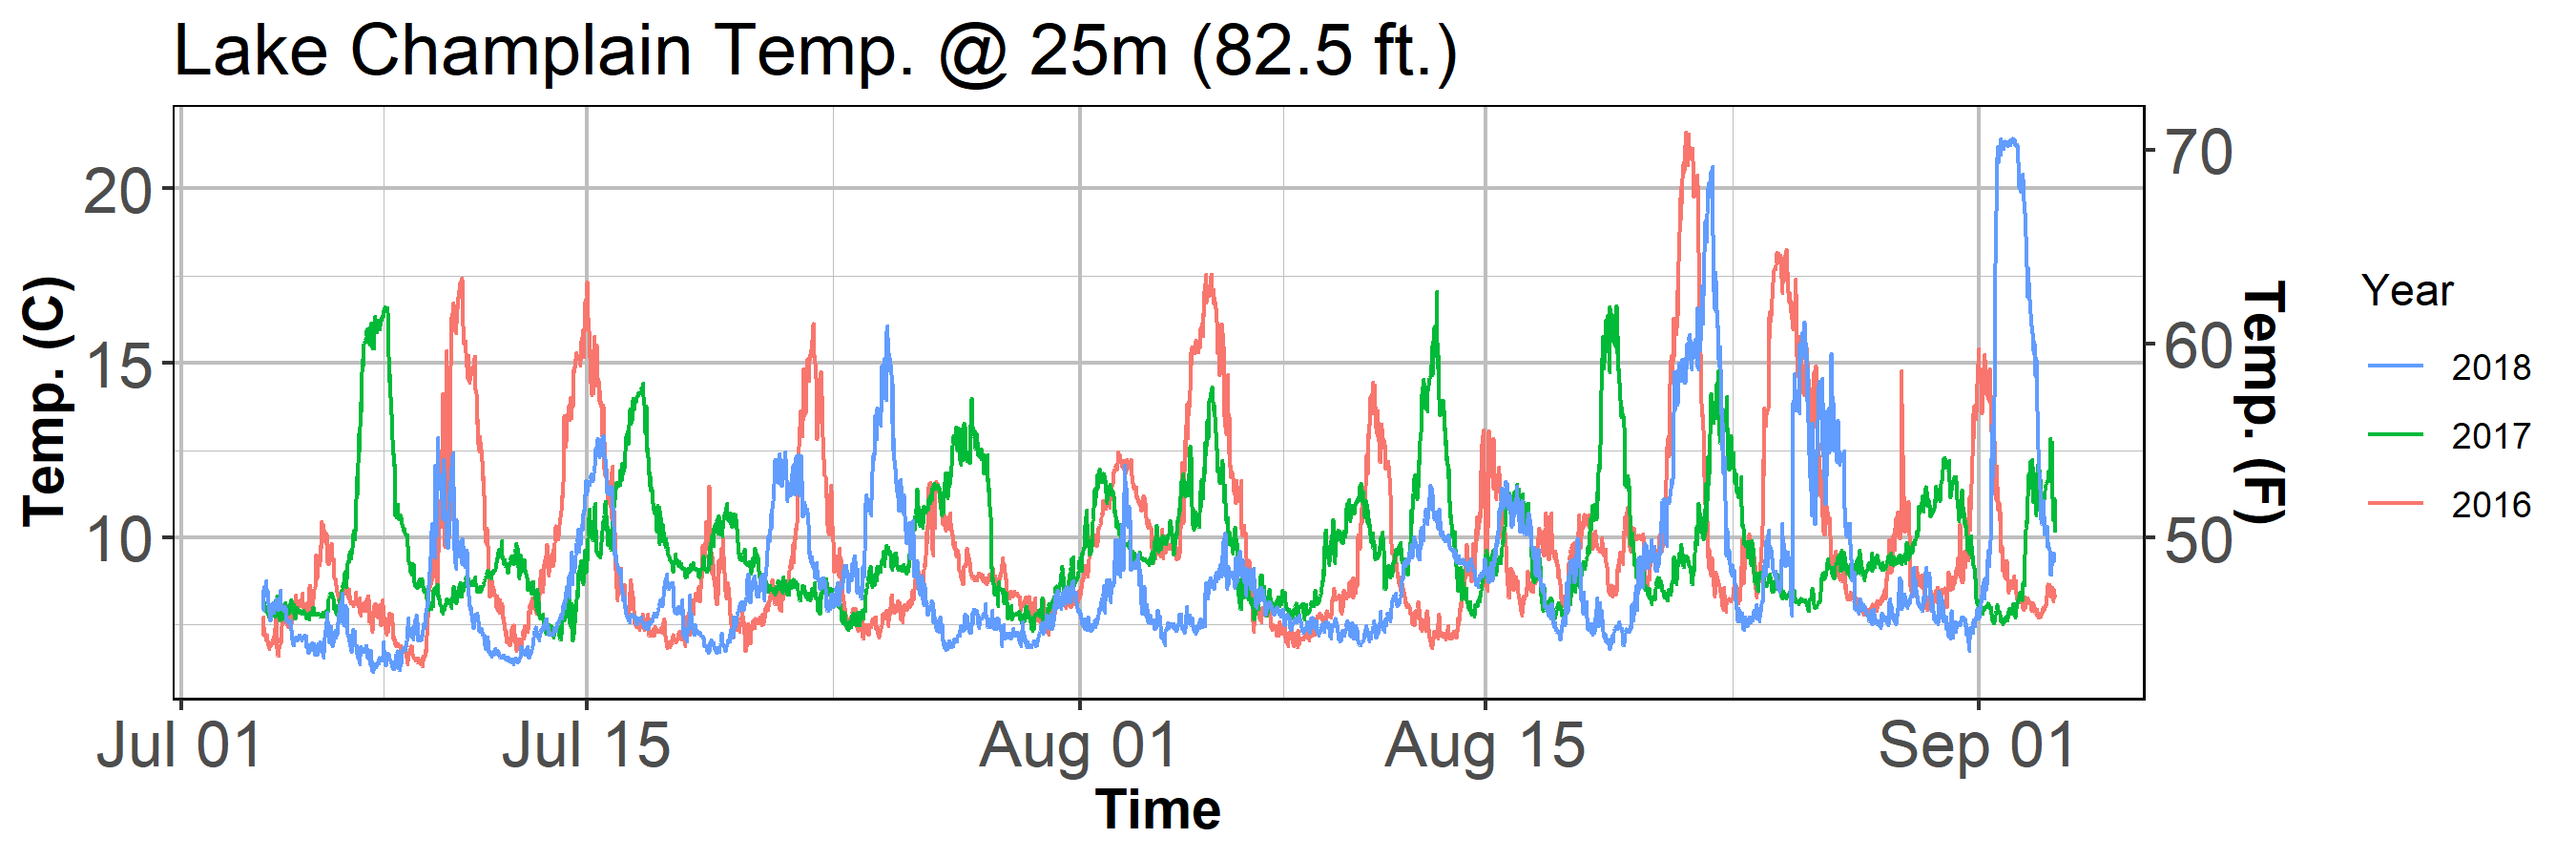 Lake Champlain Temp. @ 25m (82.5 ft.)
Temp. (C)
20
15
10
70
60
50
Temp. (F)
Jul 01
Jul 15
Aug 01
Aug 15
Sep 01
Time
Year
2018
2017
2016